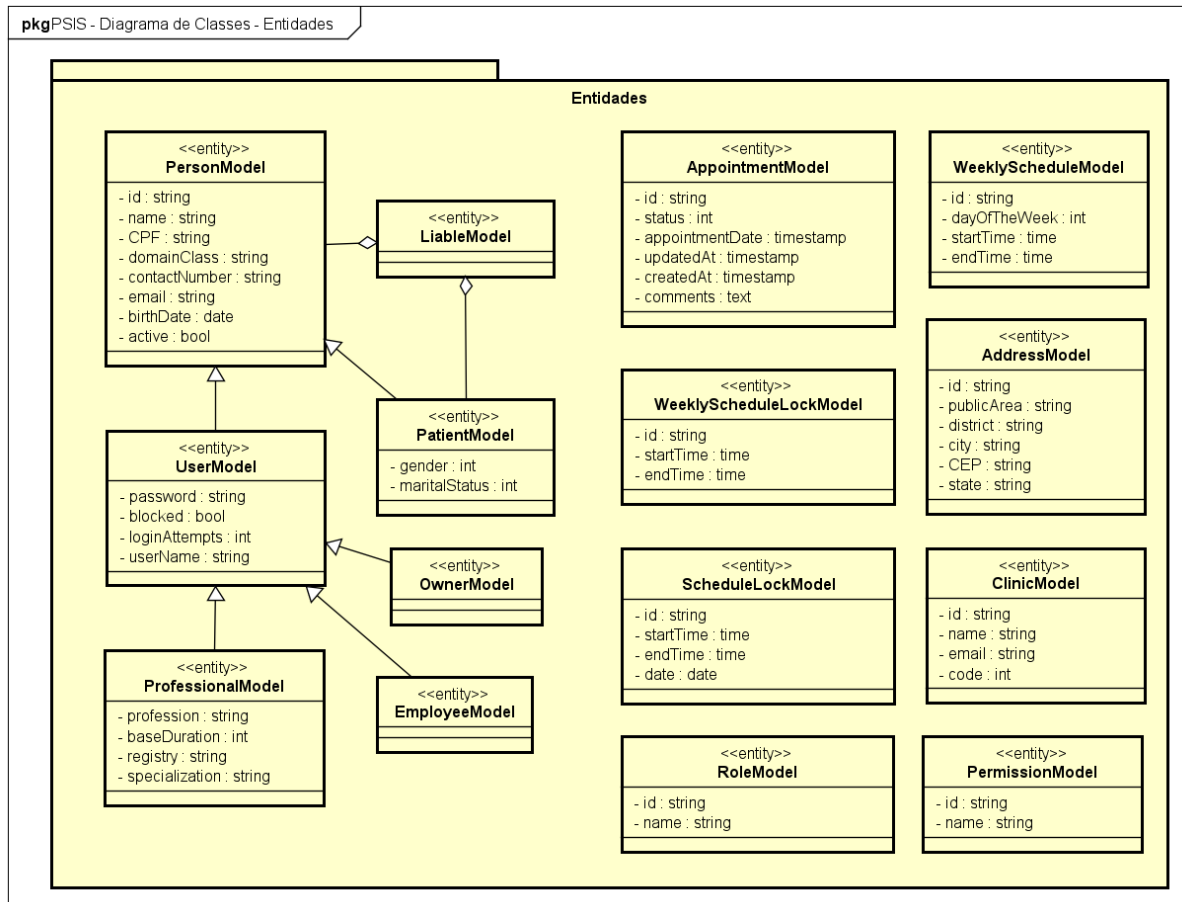 pkg PSIS - Diagrama de Classes - Entidades
Entidades
<<entity>>
PersonModel
- id : string
- name : string
- CPF : string
- domainClass : string
- contactNumber : string
- email : string
- birthDate : date
- active : bool
<<entity>>
LiableModel
<<entity>>
PatientModel
- gender : int
- maritalStatus : int
<<entity>>
UserModel
- password : string
- blocked : bool
- loginAttempts : int
- userName : string
<<entity>>
OwnerModel
<<entity>>
ProfessionalModel
- profession : string
- baseDuration : int
- registry : string
- specialization : string
<<entity>>
EmployeeModel
<<entity>>
AppointmentModel
- id : string
- status : int
- appointmentDate : timestamp
- updatedAt : timestamp
- createdAt : timestamp
- comments : text
<<entity>>
WeeklyScheduleModel
- id : string
- dayOfTheWeek : int
- startTime : time
- endTime : time
<<entity>>
WeeklyScheduleLockModel
- id : string
- startTime : time
- endTime : time
<<entity>>
AddressModel
- id : string
- publicArea : string
- district : string
- city : string
- CEP : string
- state : string
<<entity>>
ScheduleLockModel
- id : string
- startTime : time
- endTime : time
- date : date
<<entity>>
ClinicModel
- id : string
- name : string
- email : string
- code : int
<<entity>>
RoleModel
- id : string
- name : string
<<entity>>
PermissionModel
- id : string
- name : string